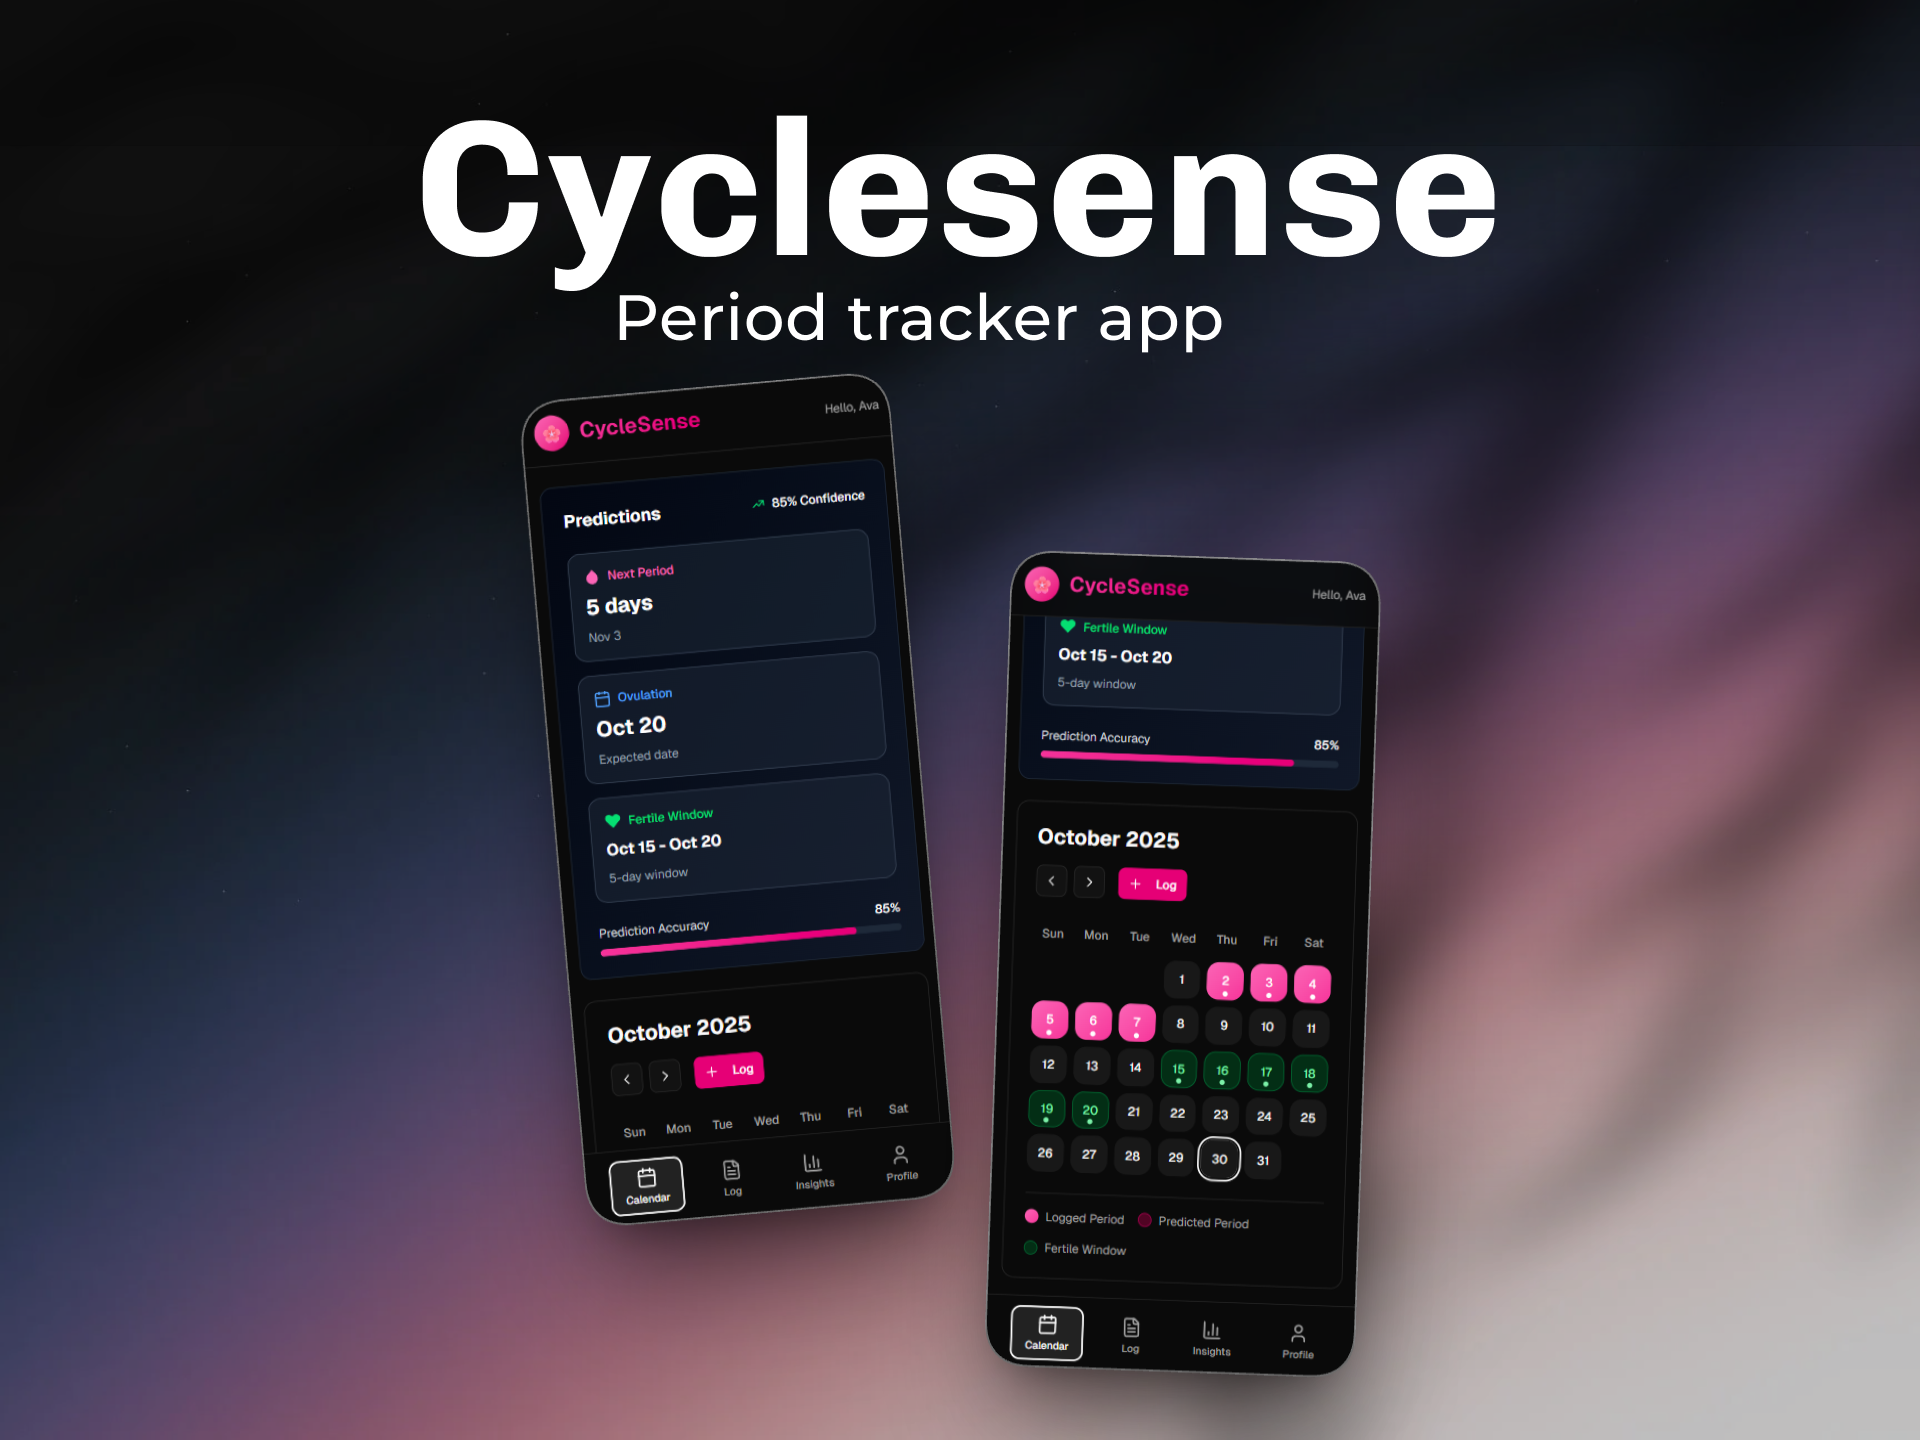 Cyclesense
Period tracker app
CycleSense
Hello, Ava
Predictions
85% Confidence
Next Period
5 days
Nov 3
Ovulation
Oct 20
Expected date
Fertile Window
Oct 15 - Oct 20
5-day window
Prediction Accuracy
85%
October 2025
Log
Sun Mon Tue Wed Thu Fri Sat
Calendar
Log
Insights
Profile
CycleSense
Hello, Ava
Fertile Window
Oct 15 - Oct 20
5-day window
Prediction Accuracy
85%
October 2025
Log
Sun Mon Tue Wed Thu Fri Sat
1 2 3 4
5 6 7 8 9 10 11
12 13 14 15 16 17 18
19 20 21 22 23 24 25
26 27 28 29 30 31
Logged Period
Predicted Period
Fertile Window
Calendar
Log
Insights
Profile